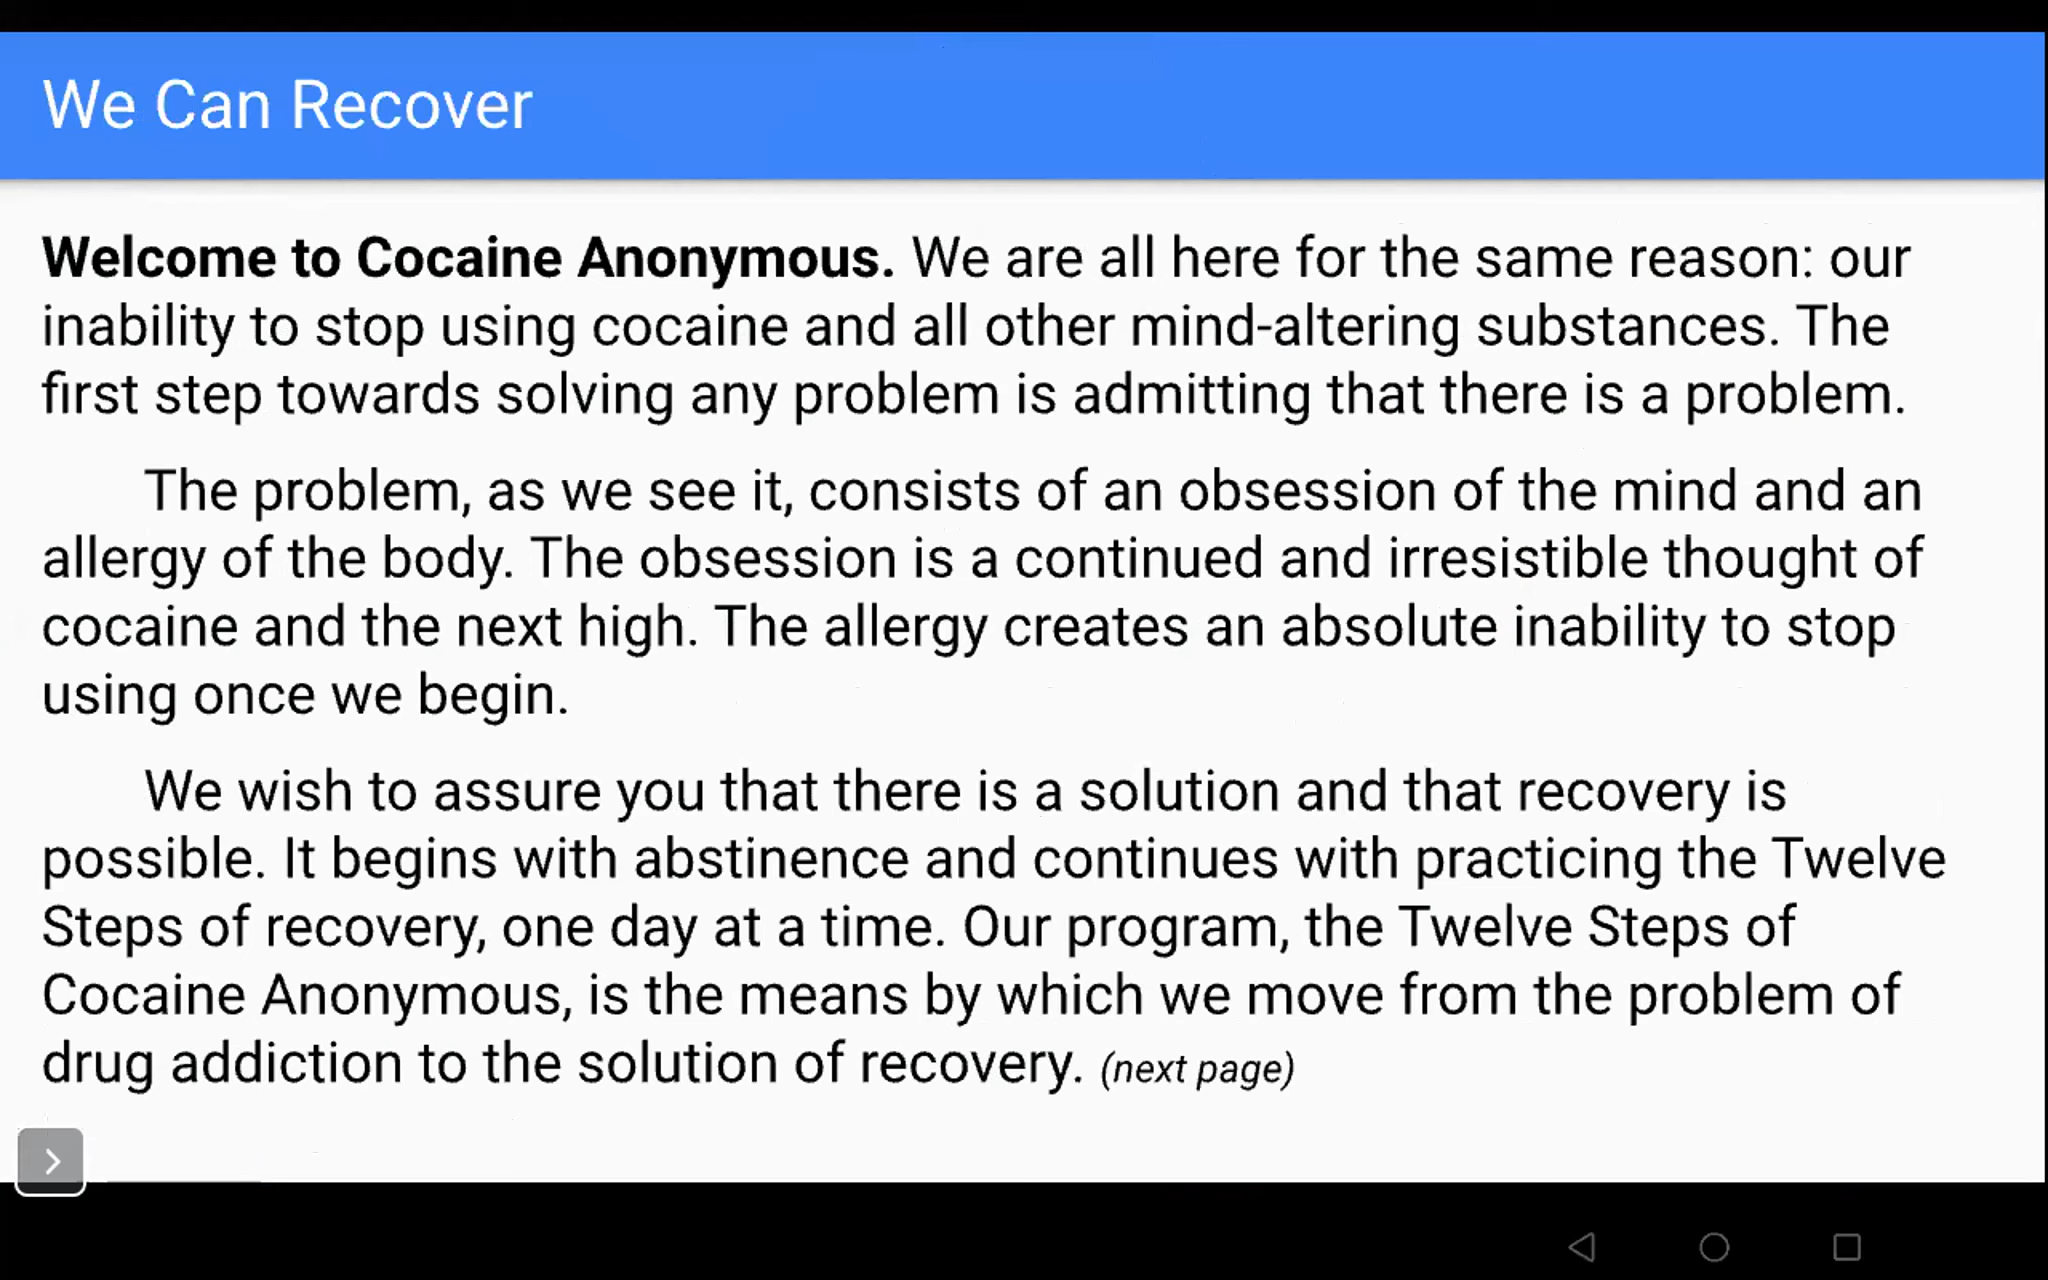 We Can Recover
Welcome to Cocaine Anonymous. We are all here for the same reason: our
inability to stop using cocaine and all other mind-altering substances. The
first step towards solving any problem is admitting that there is a problem.
The problem, as we see it, consists of an obsession of the mind and an
allergy of the body. The obsession is a continued and irresistible thought of
cocaine and the next high. The allergy creates an absolute inability to stop
using once we begin.
We wish to assure you that there is a solution and that recovery is
possible. It begins with abstinence and continues with practicing the Twelve
Steps of recovery, one day at a time. Our program, the Twelve Steps of
Cocaine Anonymous, is the means by which we move from the problem of
drug addiction to the solution of recovery. (next page)